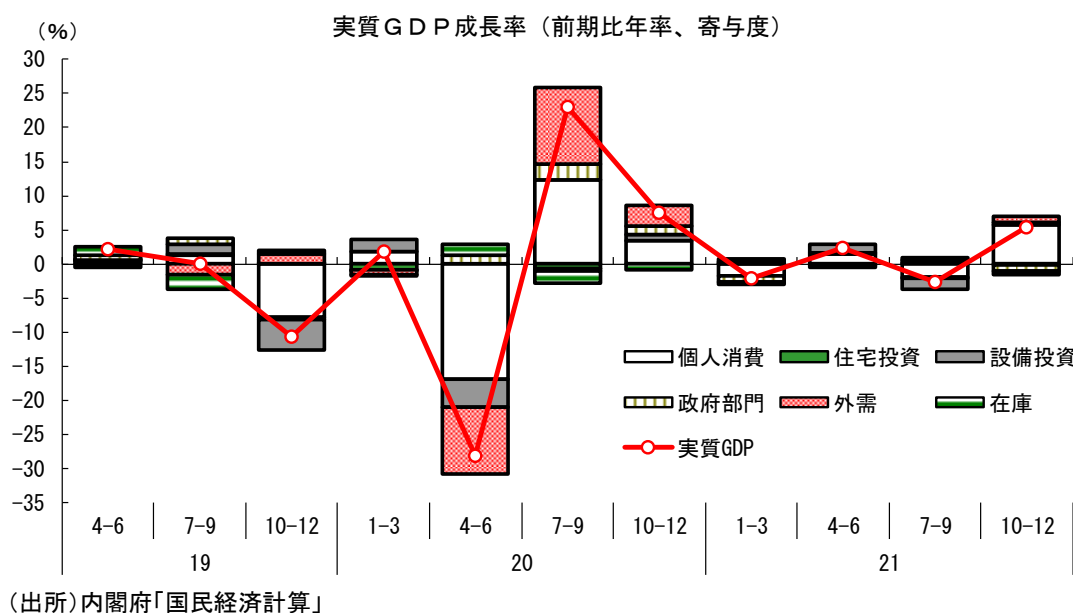 実質GDP成長率（前期比年率、寄与度）
（%）
30
25
20
15
10
5
0
-5
-10
-15
-20
-25
-30
-35
個人消費 住宅投資 設備投資
政府部門 外需 在庫
実質GDP
4-6 7-9 10-12 1-3 4-6 7-9 10-12 1-3 4-6 7-9 10-12
19 20 21
（出所）内閣府「国民経済計算」